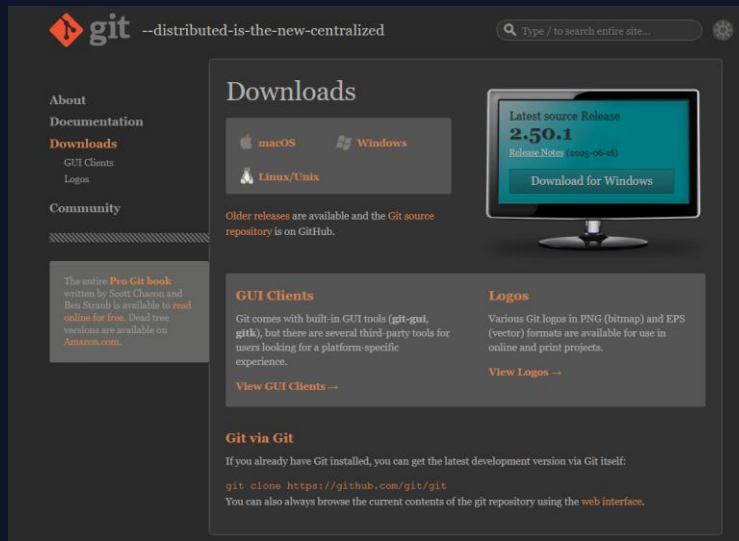 git --distributed-is-the-new-centralized
Type / to search entire site...
About
Documentation
Downloads
GUI Clients
Logos
Community
The entire Pro Git book
written by Scott Chacon and
Ben Straub is available to read
online for free. Dead tree
versions are available on
Amazon.com.
Downloads
macOS
Windows
Linux/Unix
Older releases are available and the Git source
repository is on GitHub.
Latest source Release
2.50.1
Release Notes (2025-06-16)
Download for Windows
GUI Clients
Git comes with built-in GUI tools (git-gui,
gitk), but there are several third-party tools for
users looking for a platform-specific
experience.
View GUI Clients →
Logos
Various Git logos in PNG (bitmap) and EPS
(vector) formats are available for use in
online and print projects.
View Logos →
Git via Git
If you already have Git installed, you can get the latest development version via Git itself:
git clone https://github.com/git/git
You can also always browse the current contents of the git repository using the web interface.